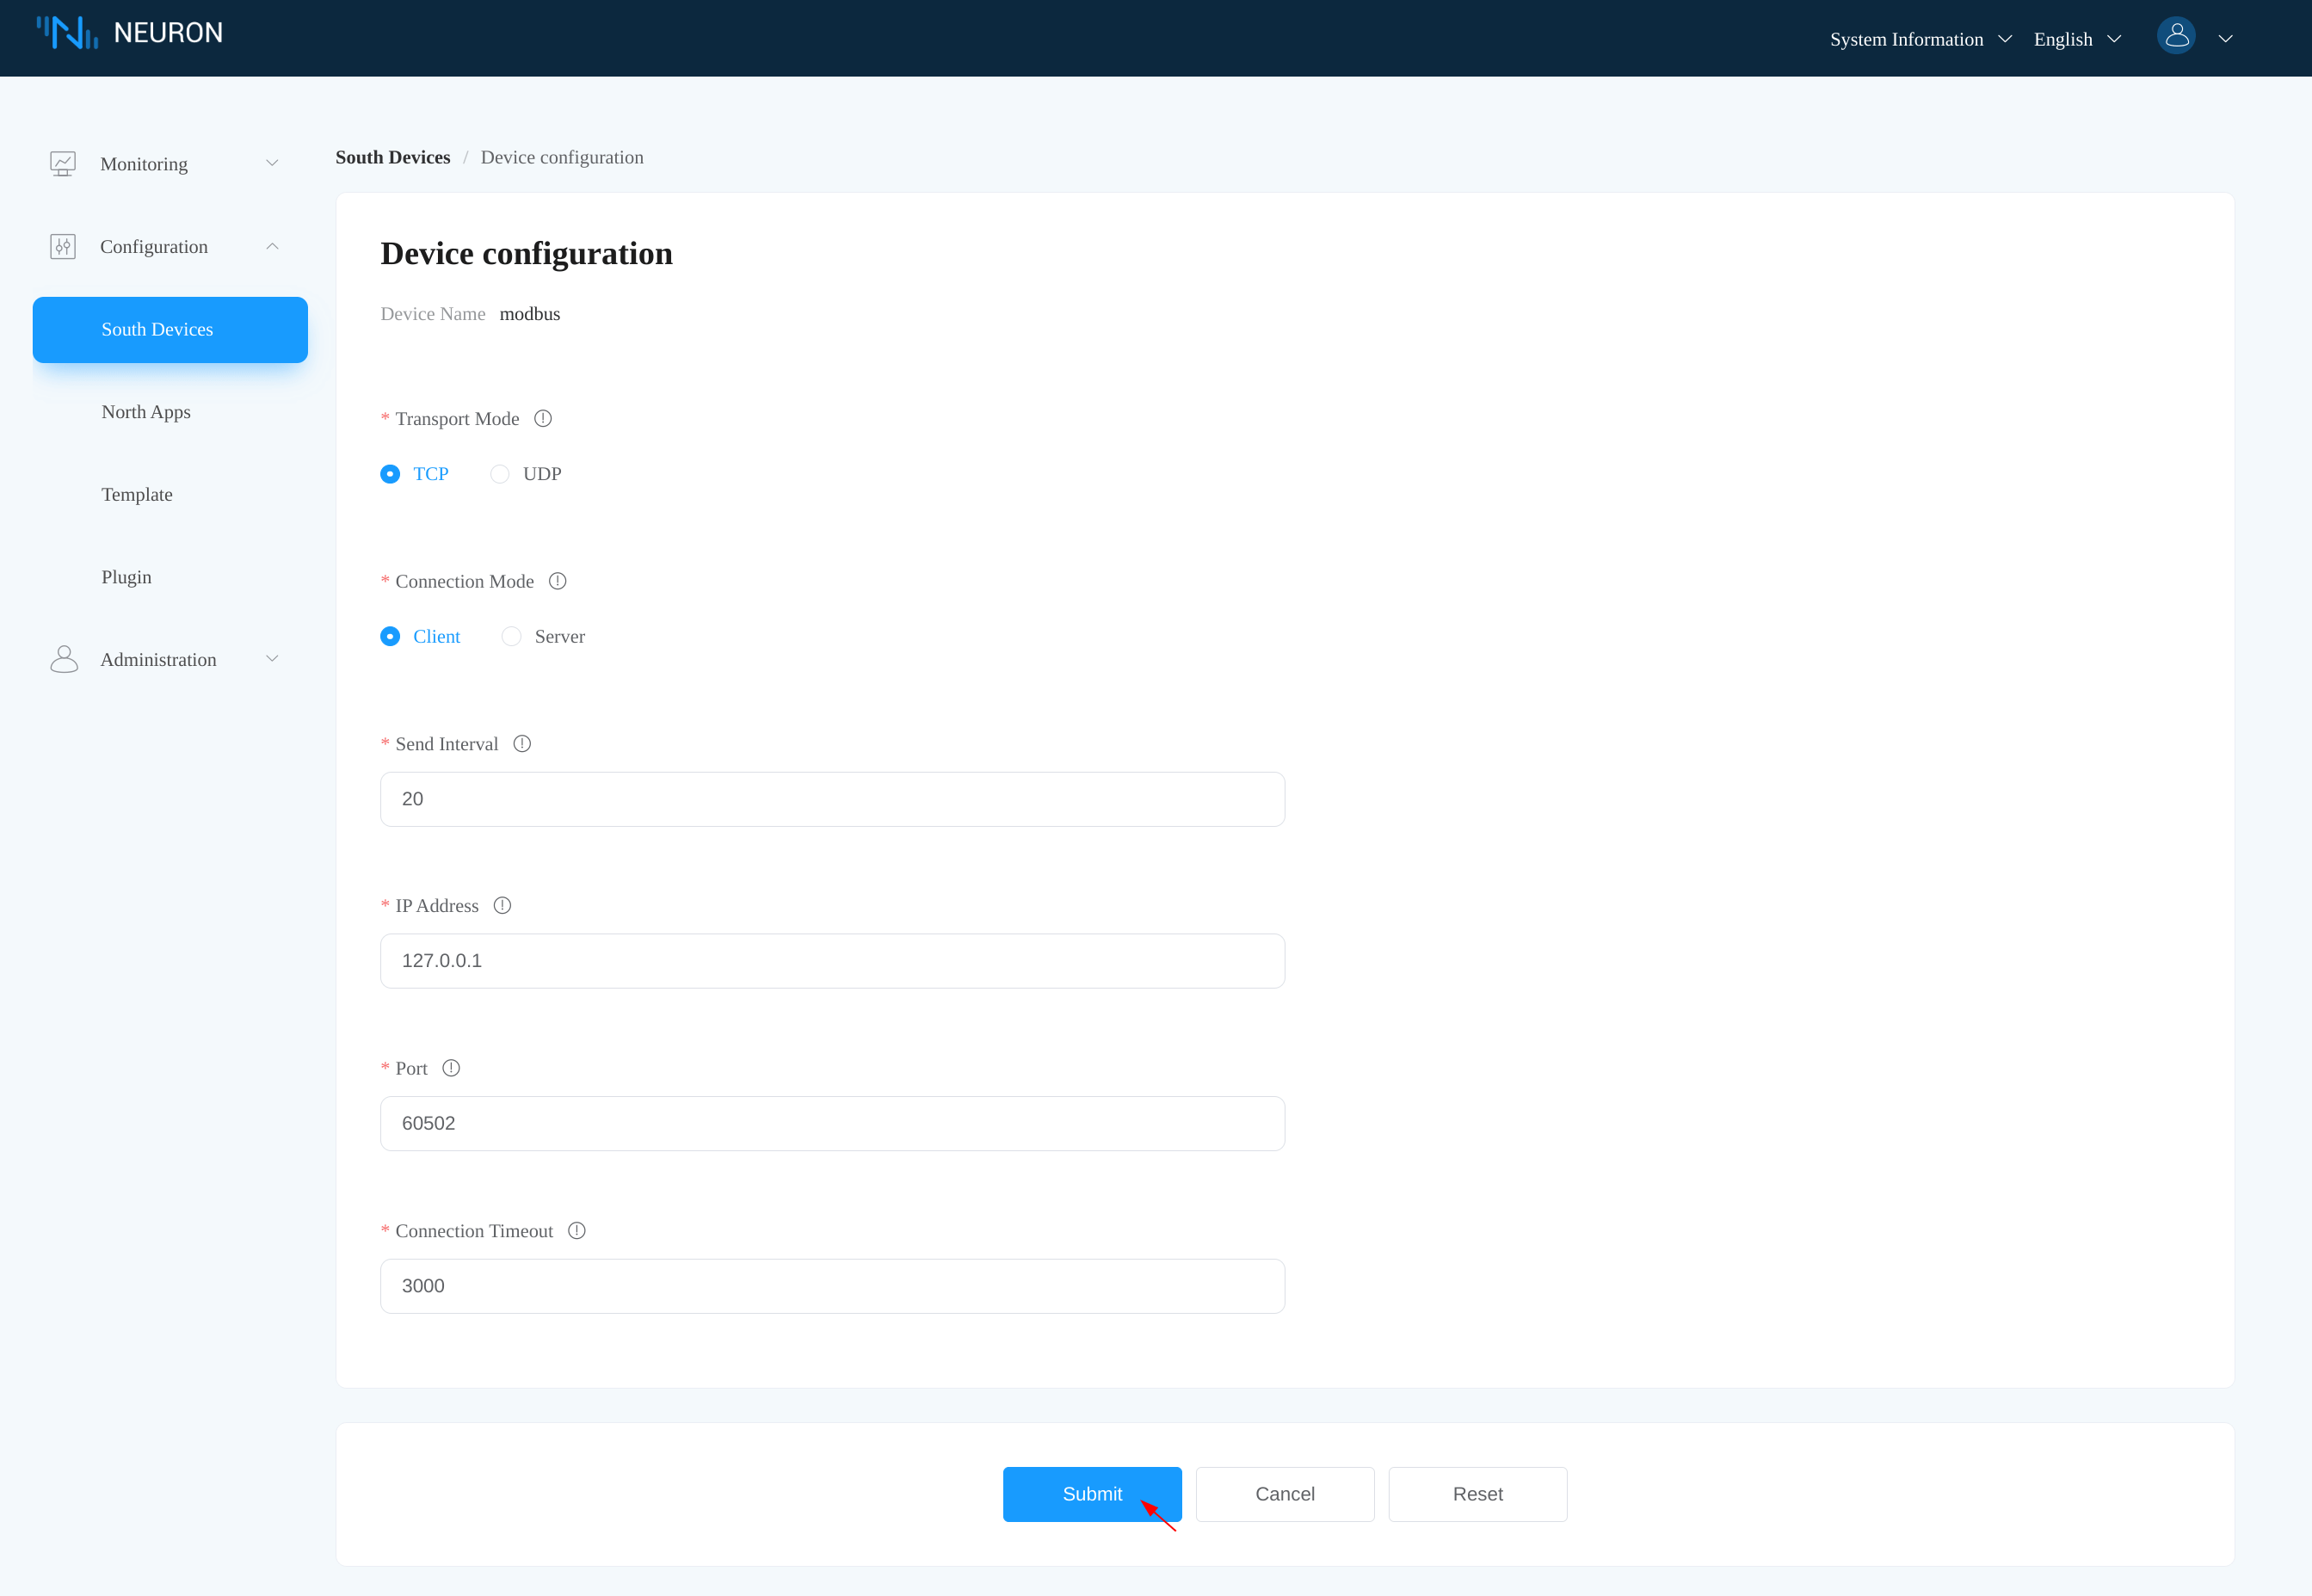 NEURON
System Information English
Monitoring
Configuration
South Devices
North Apps
Template
Plugin
Administration
South Devices / Device configuration
Device configuration
Device Name modbus
* Transport Mode
TCP UDP
* Connection Mode
Client Server
* Send Interval
20
* IP Address
127.0.0.1
* Port
60502
* Connection Timeout
3000
Submit Cancel Reset